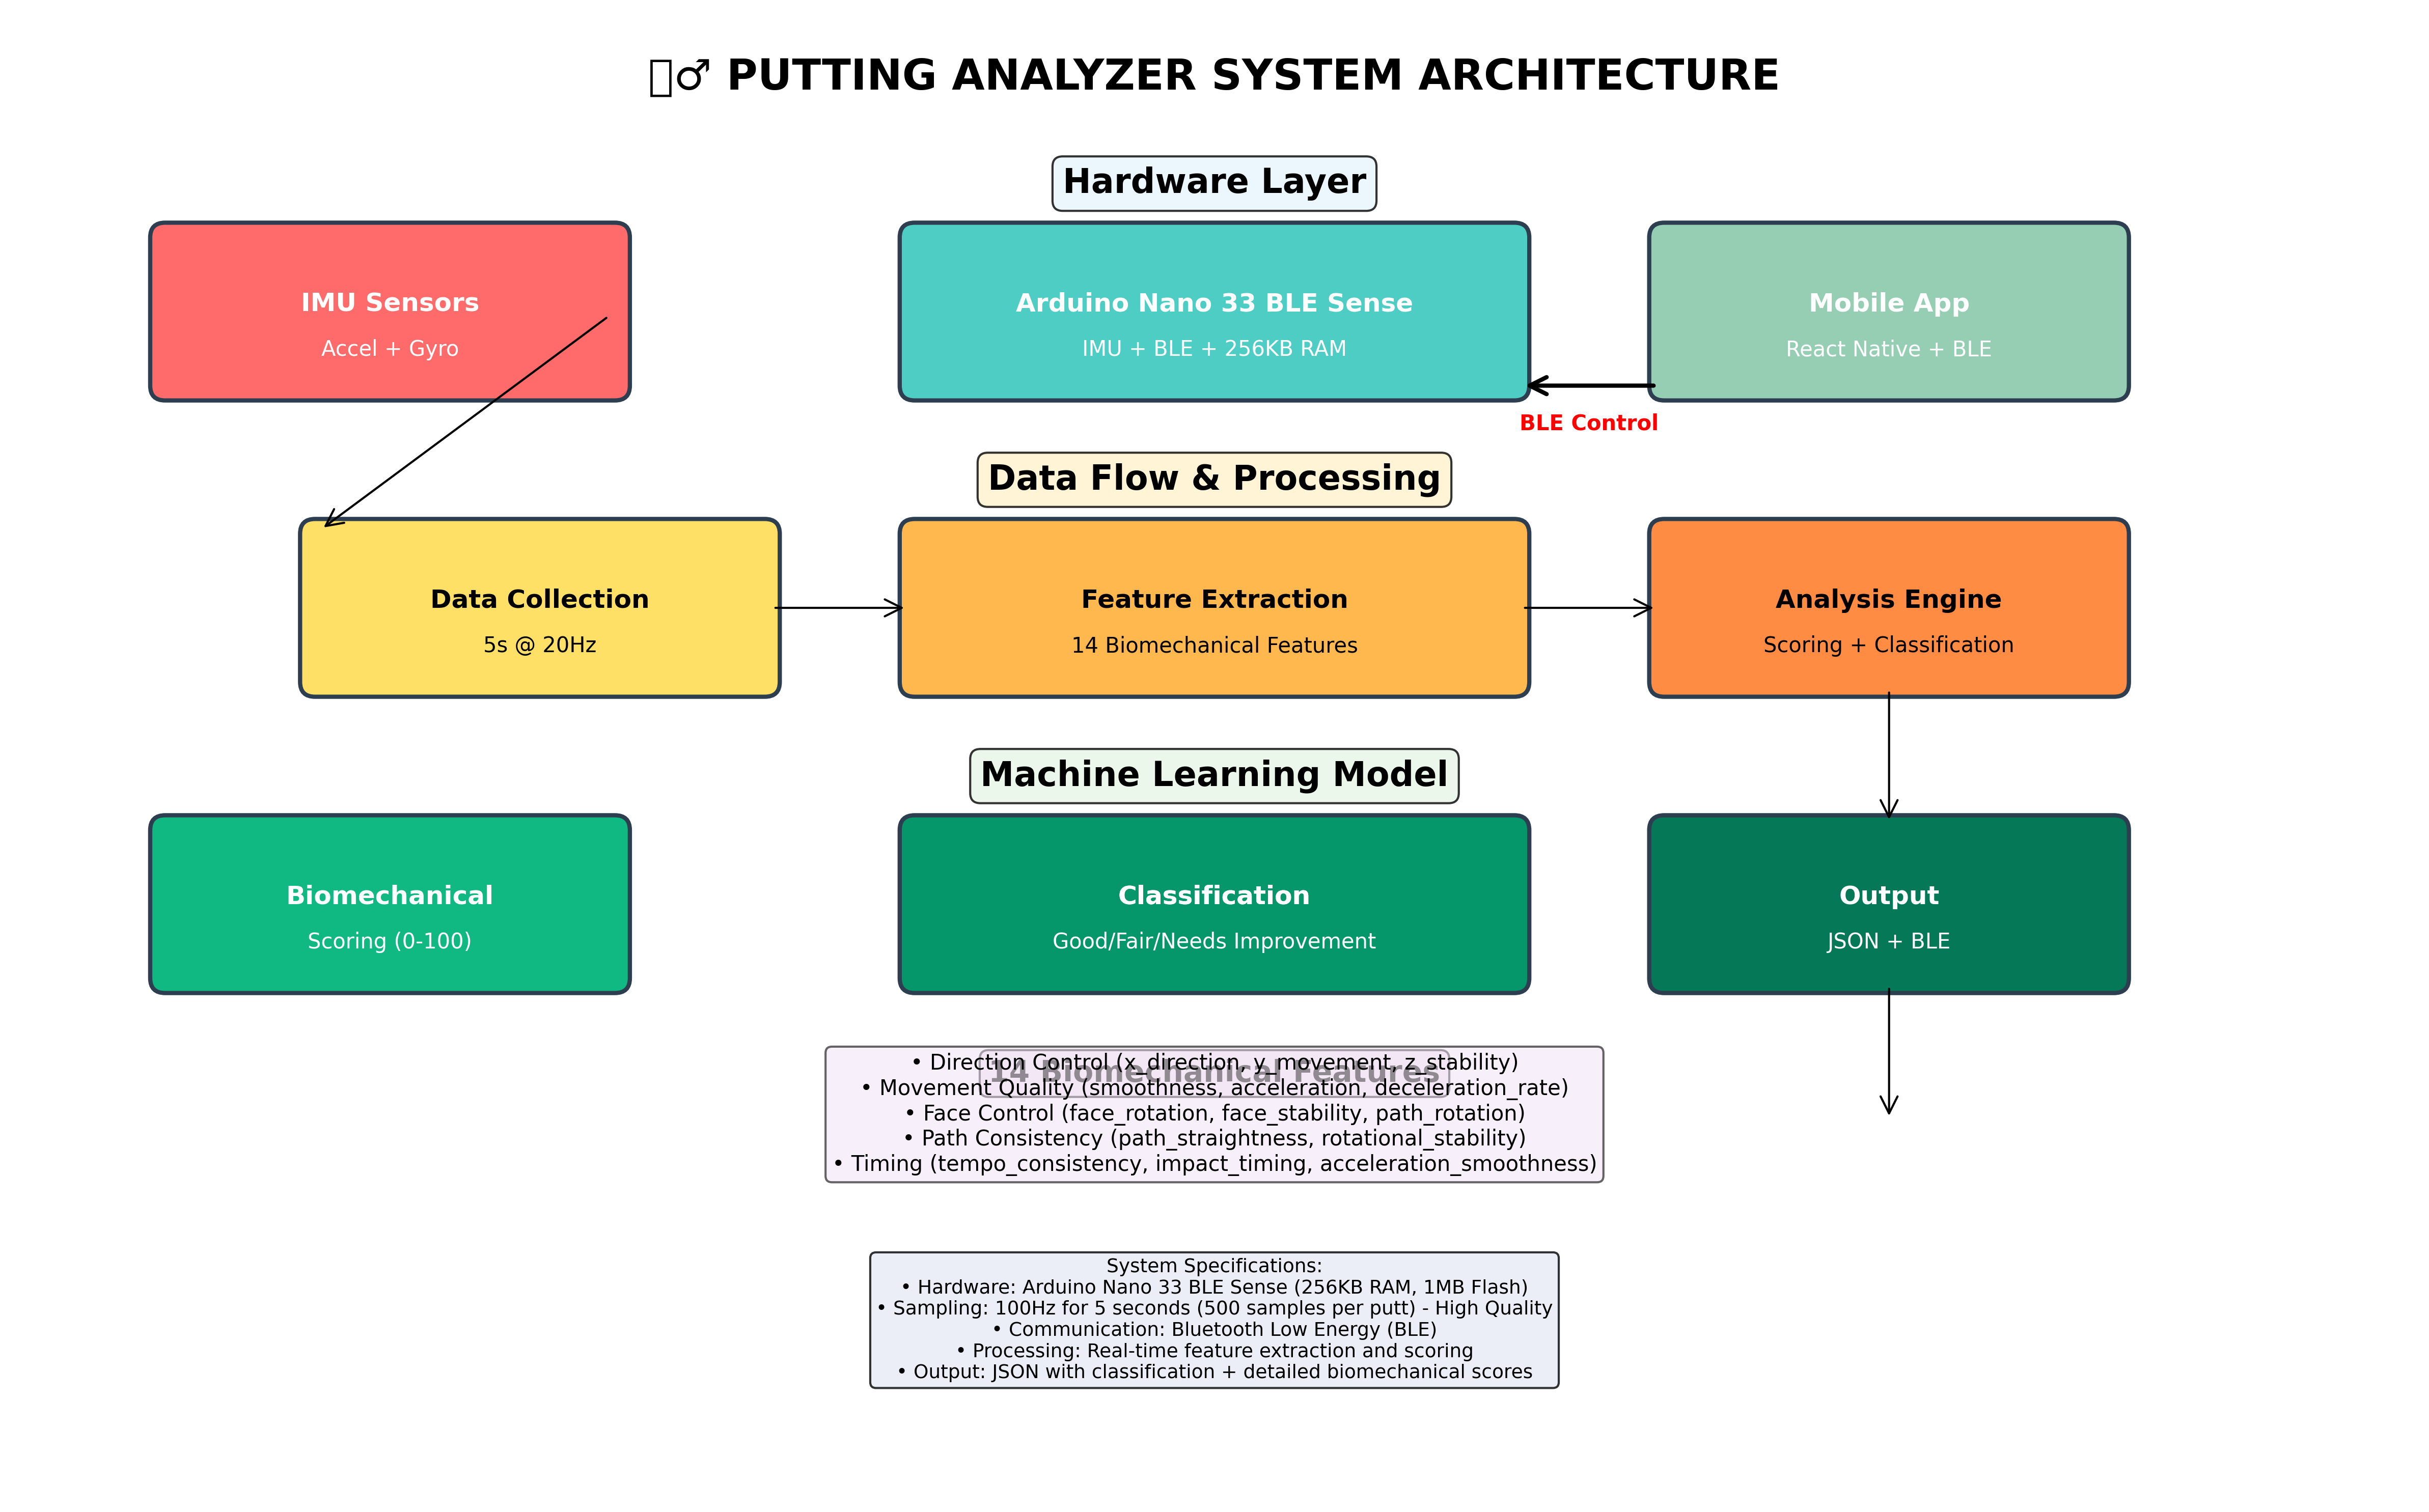 ♂ PUTTING ANALYZER SYSTEM ARCHITECTURE
Hardware Layer
IMU Sensors
Accel + Gyro
Arduino Nano 33 BLE Sense
IMU + BLE + 256KB RAM
Mobile App
React Native + BLE
BLE Control
Data Flow & Processing
Data Collection
5s @ 20Hz
Feature Extraction
14 Biomechanical Features
Analysis Engine
Scoring + Classification
Machine Learning Model
Biomechanical
Scoring (0-100)
Classification
Good/Fair/Needs Improvement
Output
JSON + BLE
14 Biomechanical Features
• Direction Control (x_direction, y_movement, z_stability)
• Movement Quality (smoothness, acceleration, deceleration_rate)
• Face Control (face_rotation, face_stability, path_rotation)
• Path Consistency (path_straightness, rotational_stability)
• Timing (tempo_consistency, impact_timing, acceleration_smoothness)
System Specifications:
• Hardware: Arduino Nano 33 BLE Sense (256KB RAM, 1MB Flash)
• Sampling: 100Hz for 5 seconds (500 samples per putt) - High Quality
• Communication: Bluetooth Low Energy (BLE)
• Processing: Real-time feature extraction and scoring
• Output: JSON with classification + detailed biomechanical scores